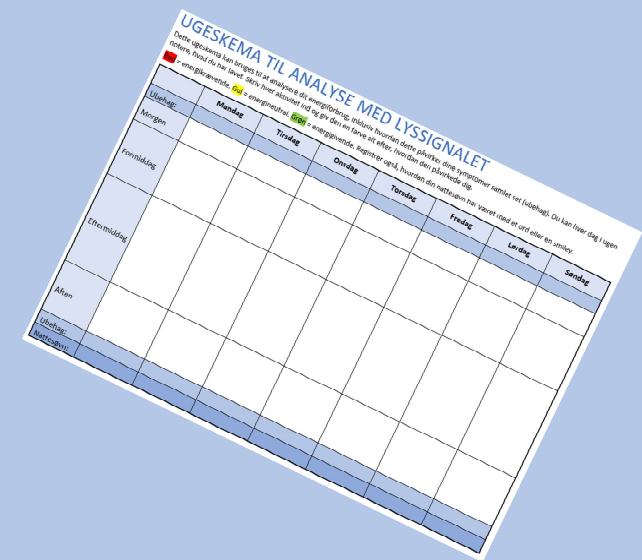 UGESKEMA TIL ANALYSE MED LYSSIGNALET
Dette ugeskema kan bruges til at analysere dit energiforbrug, inklusiv hvordan dette påvirker dine symptomer samlet set (ubehag). Du kan hver dag i ugen
notere, hvad du har lavet. Skriv hver aktivitet ind og giv den en farve alt efter, hvordan den påvirkede dig.
Rød = energikrævende. Gul = energineutral. Grøn = energigivende. Registrer også, hvordan din nattesøvn har været med et ord eller en smiley.
Mandag Tirsdag Onsdag Torsdag Fredag Lørdag Søndag
Ubehag:
Morgen
Formiddag
Eftermiddag
Aften
Ubehag:
Nattesøvn: